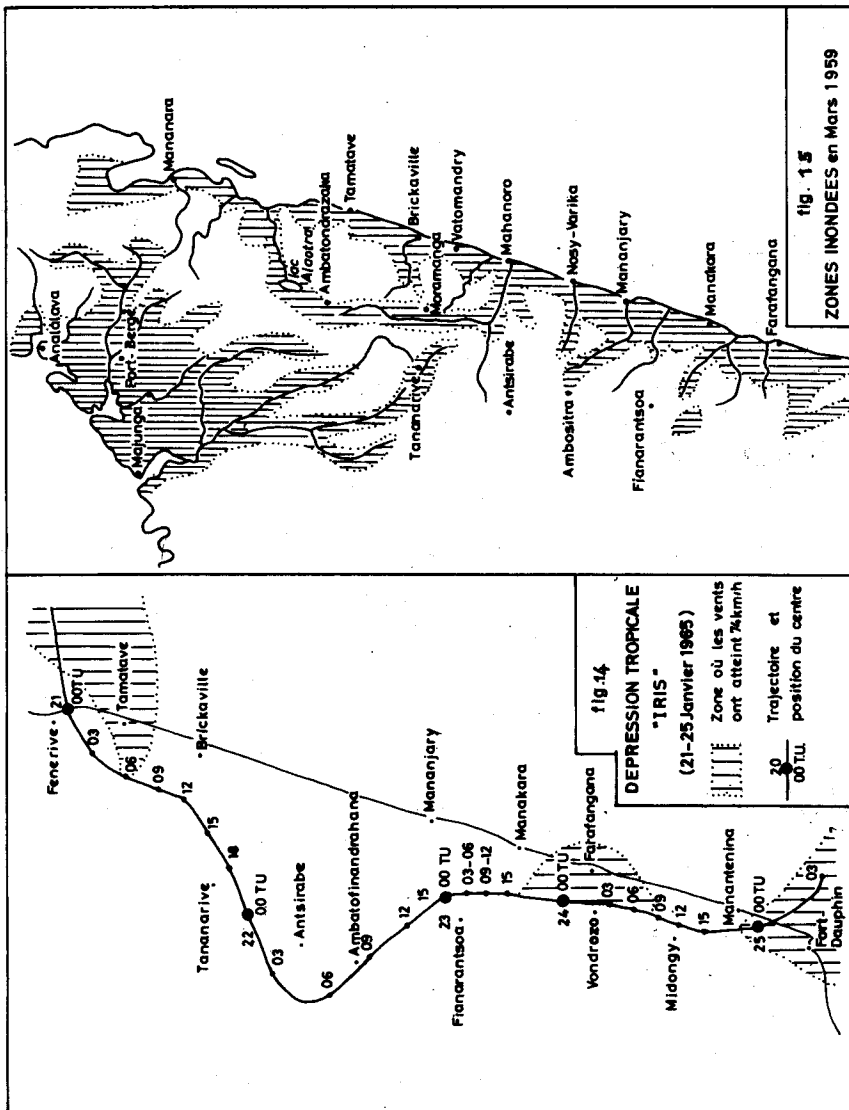 Fenerive
21
00TU
Tamatave
03
06
09
12
Brickaville
15
18
Tananarive
22
00 TU
Antsirabe
03
06
Ambatofinandrahana
09
12
15
Mananjary
23
00 TU
Fianarantsoa
03-06
09-12
15
Manakara
24
00 TU
Farafangana
Vondrozo
03
06
09
Midongy
12
15
Manantenina
25
00 TU
03
Fort
Dauphin
fig.14
DEPRESSION TROPICALE
"IRIS"
(21-25 Janvier 1965)
Zone où les vents
ont atteint 74km/h
20
00 T.U.
Trajectoire et
position du centre
Analalava
Port-Bergé
Majunga
Mananara
lac
Alaotra
Ambatondrazaka
Tamatave
Brickaville
Moramanga
Vatomandry
Tananarive
Mahanoro
Antsirabe
Nosy-Varika
Ambositra
Mananjary
Fianarantsoa
Manakara
Farafangana
fig. 15
ZONES INONDEES en Mars 1959